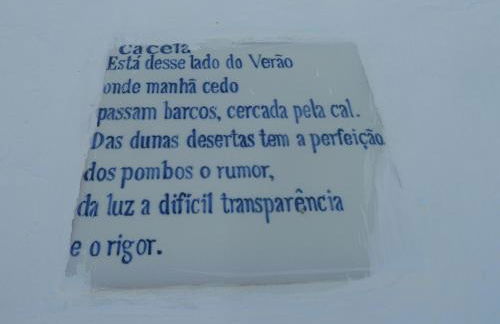 Cacela
Está desse lado do Verão
onde manhã cedo
passam barcos, cercada pela cal.
Das dunas desertas tem a perfeição
dos pombos o rumor,
da luz a difícil transparência
e o rigor.